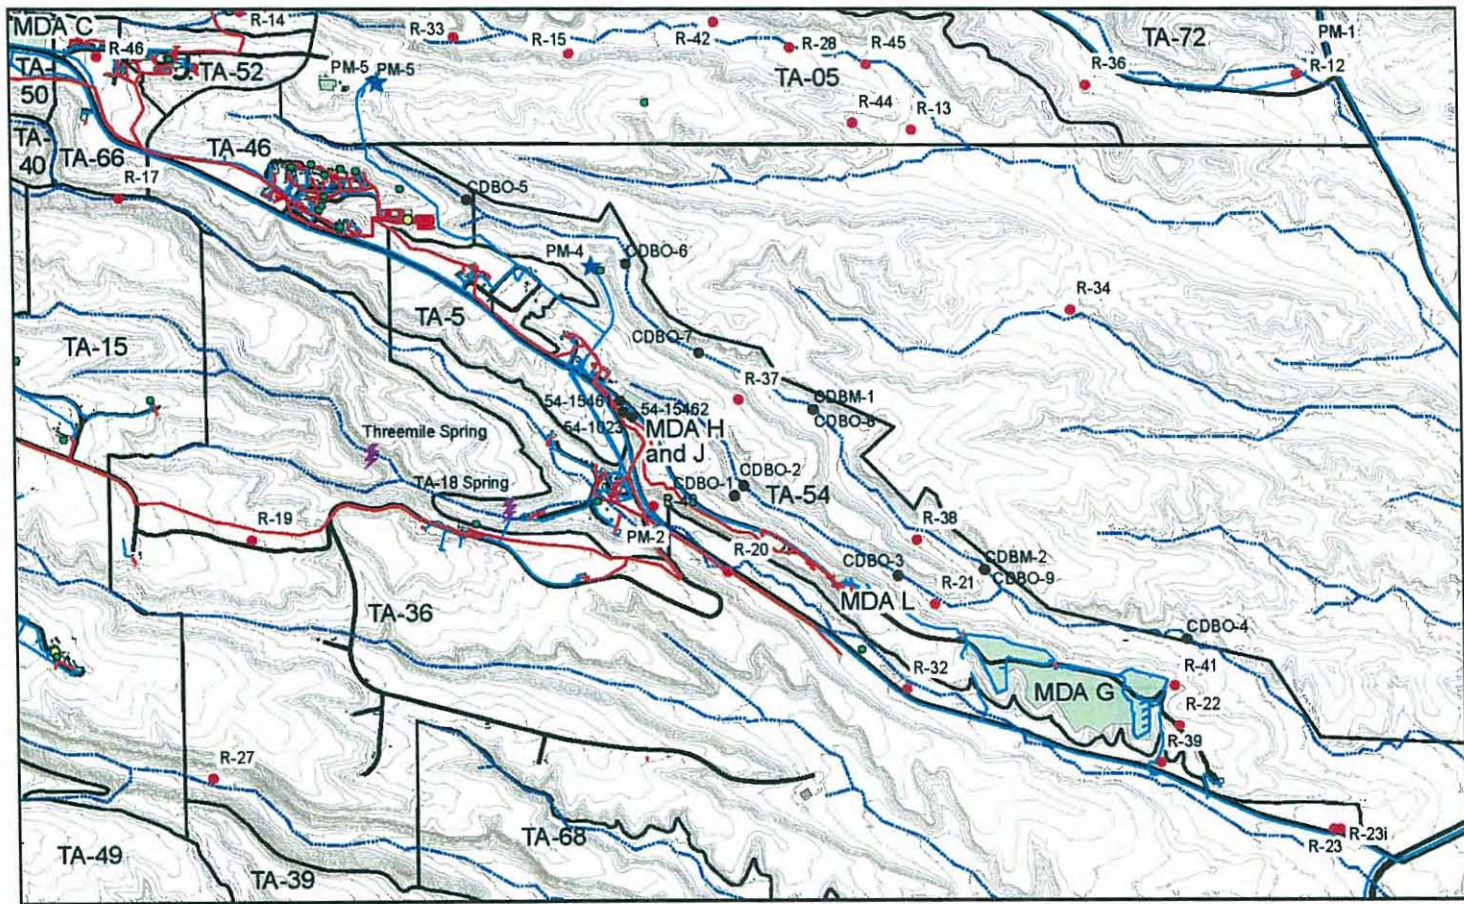 MDA C
R-14
R-46
TA-52
TA-
50
TA-
40
TA-66
R-17
TA-46
PM-5
PM-5
R-33
R-15
R-42
R-28
R-45
TA-05
R-44
R-13
R-36
TA-72
PM-1
R-12
CDBO-5
PM-4
CDBO-6
R-34
TA-5
CDBO-7
R-37
CDBM-1
CDBO-8
TA-15
54-15461
54-15462
54-1023
MDA H
and J
Threemile Spring
TA-18 Spring
CDBO-2
CDBO-1
TA-54
R-19
PM-2
R-20
R-38
CDBO-3
R-21
CDBM-2
CDBO-9
MDA L
TA-36
CDBO-4
R-32
R-41
MDA G
R-22
R-39
R-27
TA-68
TA-49
TA-39
R-23i
R-23